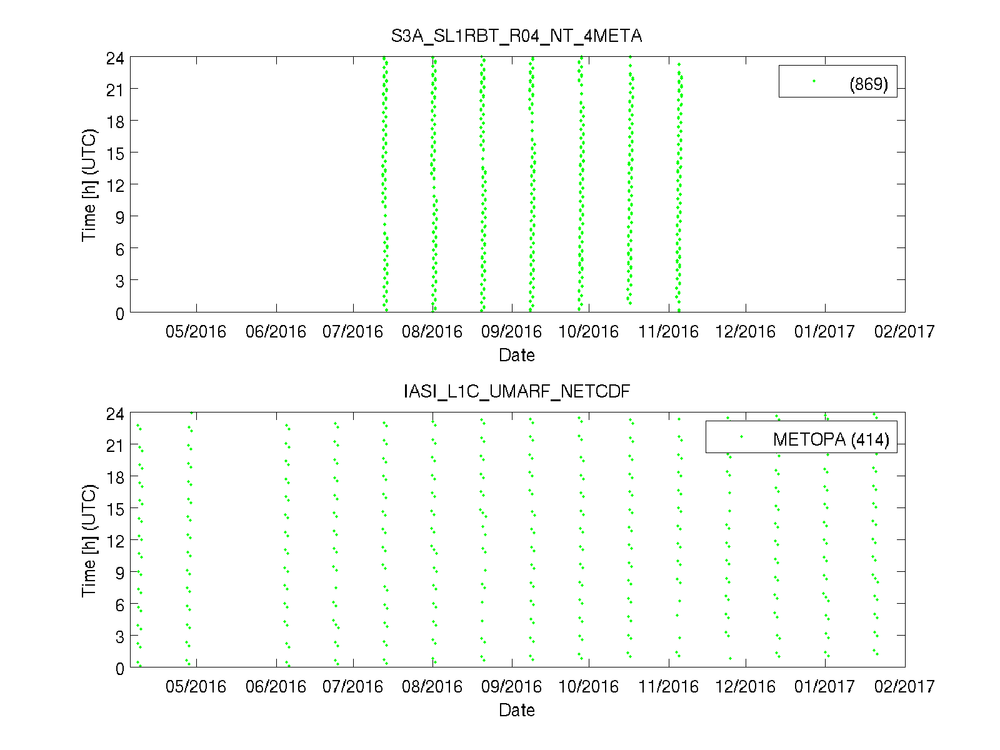 S3A_SL1RBT_R04_NT_4META
24
21
18
15
12
9
6
3
0
Time [h] (UTC)
(869)
05/2016 06/2016 07/2016 08/2016 09/2016 10/2016 11/2016 12/2016 01/2017 02/2017
Date
IASI_L1C_UMARF_NETCDF
24
21
18
15
12
9
6
3
0
Time [h] (UTC)
METOPA (414)
05/2016 06/2016 07/2016 08/2016 09/2016 10/2016 11/2016 12/2016 01/2017 02/2017
Date